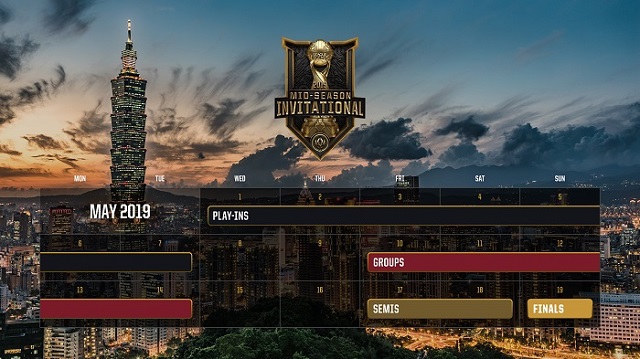 2019
MID-SEASON
INVITATIONAL
MON TUE WED THU FRI SAT SUN
MAY 2019
1 2 3 4 5
PLAY-INS
6 7 8 9 10 11 12
GROUPS
13 14 15 16 17 18 19
SEMIS FINALS